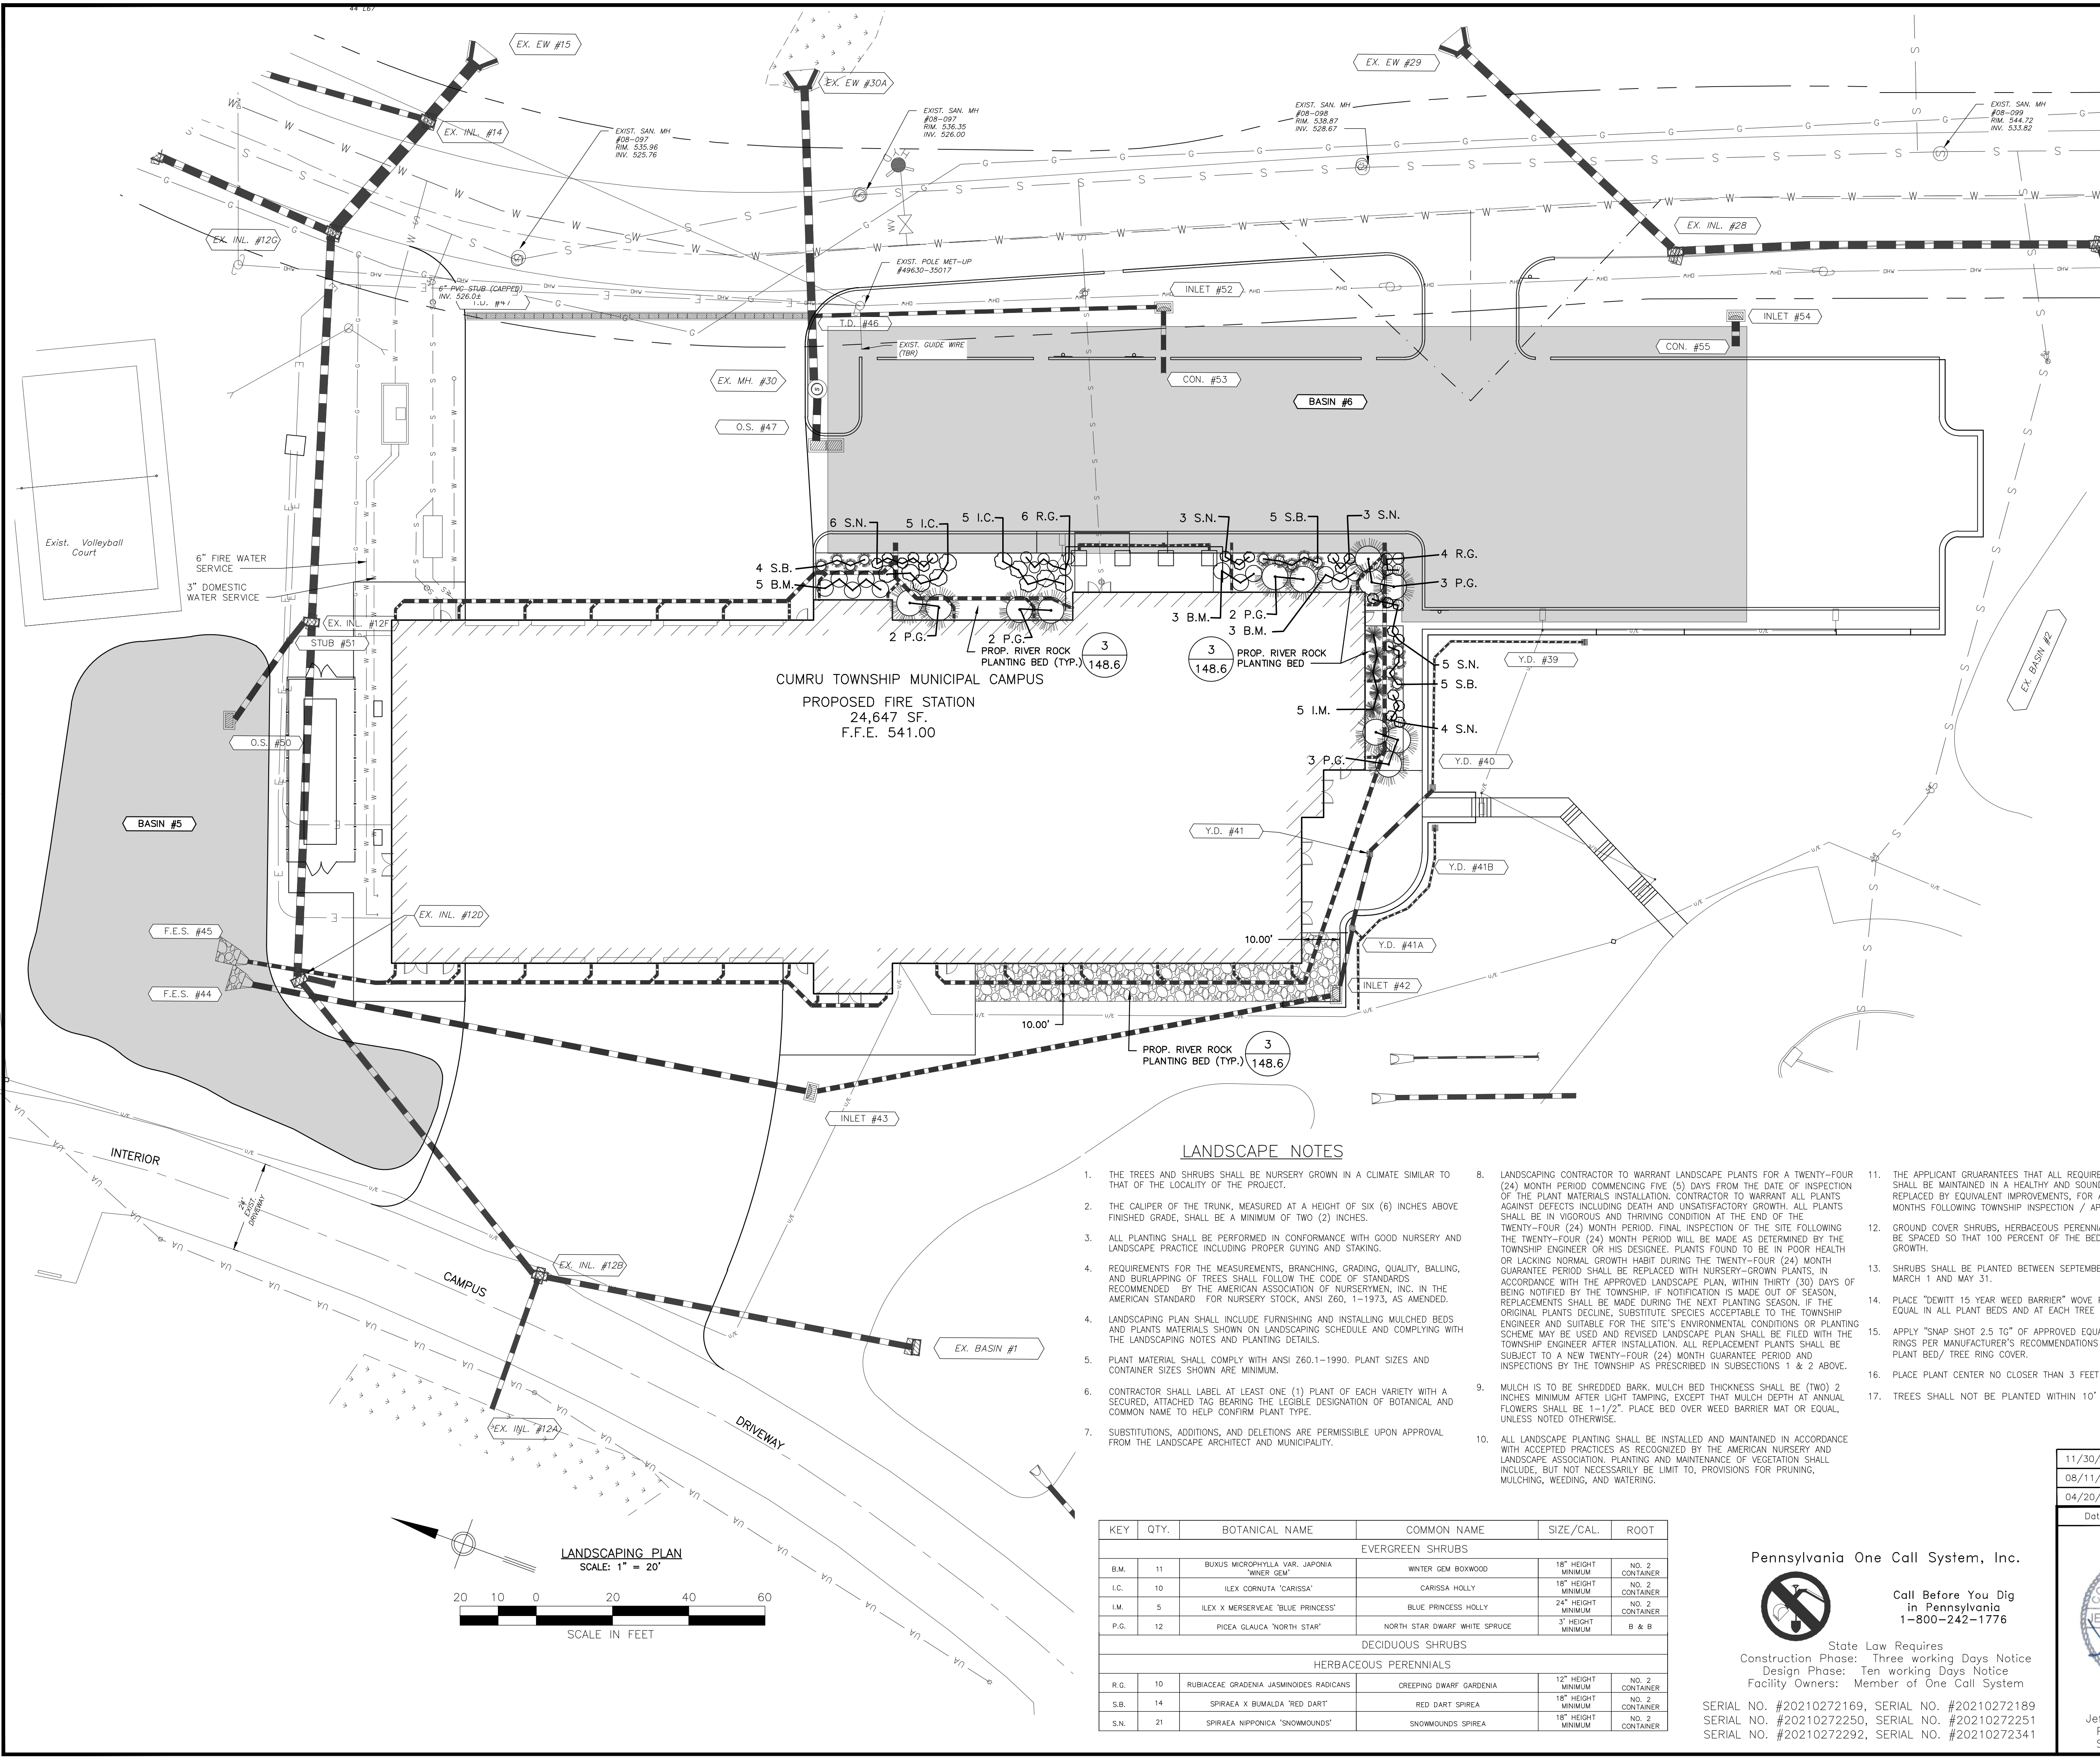 EX. EW #15
EX. EW #30A
EX. EW #29
EX. INL. #14
EXIST. SAN. MH
#08-097
RIM. 535.96
INV. 525.76
EXIST. SAN. MH
#08-097
RIM. 536.35
INV. 526.00
EXIST. SAN. MH
#08-098
RIM. 538.87
INV. 528.67
EXIST. SAN. MH
#08-099
RIM. 544.72
INV. 533.82
EX. INL. #12G
EX. INL. #28
EXIST. POLE MET-UP
#49630-35017
6" PVC STUB (CAPPED)
INV. 526.0±
T.D. #47
T.D. #46
INLET #52
INLET #54
EXIST. GUIDE WIRE
(TBR)
CON. #55
CON. #53
EX. MH. #30
BASIN #6
O.S. #47
Exist. Volleyball
Court
6" FIRE WATER
SERVICE
3" DOMESTIC
WATER SERVICE
6 S.N.
5 I.C.
5 I.C.
6 R.G.
3 S.N.
5 S.B.
3 S.N.
4 S.B.
5 B.M.
4 R.G.
3 P.G.
EX. INL. #12F
STUB #51
2 P.G.
2 P.G.
3 B.M.
2 P.G.
3 B.M.
PROP. RIVER ROCK
PLANTING BED (TYP.)
3
148.6
3
148.6
PROP. RIVER ROCK
PLANTING BED
Y.D. #39
5 S.N.
5 S.B.
5 I.M.
4 S.N.
3 P.G.
EX. BASIN #2
CUMRU TOWNSHIP MUNICIPAL CAMPUS
PROPOSED FIRE STATION
24,647 SF.
F.F.E. 541.00
O.S. #50
Y.D. #40
BASIN #5
Y.D. #41
Y.D. #41B
EX. INL. #12D
F.E.S. #45
10.00'
Y.D. #41A
F.E.S. #44
INLET #42
10.00'
PROP. RIVER ROCK
PLANTING BED (TYP.)
3
148.6
INLET #43
INTERIOR
24'
EXIST.
DRIVEWAY
CAMPUS
EX. INL. #12B
EX. BASIN #1
DRIVEWAY
EX. INL. #12A
LANDSCAPING PLAN
SCALE: 1" = 20'
20 10 0 20 40 60
SCALE IN FEET
LANDSCAPE NOTES
1. THE TREES AND SHRUBS SHALL BE NURSERY GROWN IN A CLIMATE SIMILAR TO
THAT OF THE LOCALITY OF THE PROJECT.
2. THE CALIPER OF THE TRUNK, MEASURED AT A HEIGHT OF SIX (6) INCHES ABOVE
FINISHED GRADE, SHALL BE A MINIMUM OF TWO (2) INCHES.
3. ALL PLANTING SHALL BE PERFORMED IN CONFORMANCE WITH GOOD NURSERY AND
LANDSCAPE PRACTICE INCLUDING PROPER GUYING AND STAKING.
4. REQUIREMENTS FOR THE MEASUREMENTS, BRANCHING, GRADING, QUALITY, BALLING,
AND BURLAPPING OF TREES SHALL FOLLOW THE CODE OF STANDARDS
RECOMMENDED BY THE AMERICAN ASSOCIATION OF NURSERYMEN, INC. IN THE
AMERICAN STANDARD FOR NURSERY STOCK, ANSI Z60, 1-1973, AS AMENDED.
4. LANDSCAPING PLAN SHALL INCLUDE FURNISHING AND INSTALLING MULCHED BEDS
AND PLANTS MATERIALS SHOWN ON LANDSCAPING SCHEDULE AND COMPLYING WITH
THE LANDSCAPING NOTES AND PLANTING DETAILS.
5. PLANT MATERIAL SHALL COMPLY WITH ANSI Z60.1-1990. PLANT SIZES AND
CONTAINER SIZES SHOWN ARE MINIMUM.
6. CONTRACTOR SHALL LABEL AT LEAST ONE (1) PLANT OF EACH VARIETY WITH A
SECURED, ATTACHED TAG BEARING THE LEGIBLE DESIGNATION OF BOTANICAL AND
COMMON NAME TO HELP CONFIRM PLANT TYPE.
7. SUBSTITUTIONS, ADDITIONS, AND DELETIONS ARE PERMISSIBLE UPON APPROVAL
FROM THE LANDSCAPE ARCHITECT AND MUNICIPALITY.
8. LANDSCAPING CONTRACTOR TO WARRANT LANDSCAPE PLANTS FOR A TWENTY-FOUR
(24) MONTH PERIOD COMMENCING FIVE (5) DAYS FROM THE DATE OF INSPECTION
OF THE PLANT MATERIALS INSTALLATION. CONTRACTOR TO WARRANT ALL PLANTS
AGAINST DEFECTS INCLUDING DEATH AND UNSATISFACTORY GROWTH. ALL PLANTS
SHALL BE IN VIGOROUS AND THRIVING CONDITION AT THE END OF THE
TWENTY-FOUR (24) MONTH PERIOD. FINAL INSPECTION OF THE SITE FOLLOWING
THE TWENTY-FOUR (24) MONTH PERIOD WILL BE MADE AS DETERMINED BY THE
TOWNSHIP ENGINEER OR HIS DESIGNEE. PLANTS FOUND TO BE IN POOR HEALTH
OR LACKING NORMAL GROWTH HABIT DURING THE TWENTY-FOUR (24) MONTH
GUARANTEE PERIOD SHALL BE REPLACED WITH NURSERY-GROWN PLANTS, IN
ACCORDANCE WITH THE APPROVED LANDSCAPE PLAN, WITHIN THIRTY (30) DAYS OF
BEING NOTIFIED BY THE TOWNSHIP. IF NOTIFICATION IS MADE OUT OF SEASON,
REPLACEMENTS SHALL BE MADE DURING THE NEXT PLANTING SEASON. IF THE
ORIGINAL PLANTS DECLINE, SUBSTITUTE SPECIES ACCEPTABLE TO THE TOWNSHIP
ENGINEER AND SUITABLE FOR THE SITE'S ENVIRONMENTAL CONDITIONS OR PLANTING
SCHEME MAY BE USED AND REVISED LANDSCAPE PLAN SHALL BE FILED WITH THE
TOWNSHIP ENGINEER AFTER INSTALLATION. ALL REPLACEMENT PLANTS SHALL BE
SUBJECT TO A NEW TWENTY-FOUR (24) MONTH GUARANTEE PERIOD AND
INSPECTIONS BY THE TOWNSHIP AS PRESCRIBED IN SUBSECTIONS 1 & 2 ABOVE.
9. MULCH IS TO BE SHREDDED BARK. MULCH BED THICKNESS SHALL BE (TWO) 2
INCHES MINIMUM AFTER LIGHT TAMPING, EXCEPT THAT MULCH DEPTH AT ANNUAL
FLOWERS SHALL BE 1-1/2". PLACE BED OVER WEED BARRIER MAT OR EQUAL,
UNLESS NOTED OTHERWISE.
10. ALL LANDSCAPE PLANTING SHALL BE INSTALLED AND MAINTAINED IN ACCORDANCE
WITH ACCEPTED PRACTICES AS RECOGNIZED BY THE AMERICAN NURSERY AND
LANDSCAPE ASSOCIATION. PLANTING AND MAINTENANCE OF VEGETATION SHALL
INCLUDE, BUT NOT NECESSARILY BE LIMIT TO, PROVISIONS FOR PRUNING,
MULCHING, WEEDING, AND WATERING.
11. THE APPLICANT GRUARANTEES THAT ALL REQUIRE
SHALL BE MAINTAINED IN A HEALTHY AND SOUN
REPLACED BY EQUIVALENT IMPROVEMENTS, FOR A
MONTHS FOLLOWING TOWNSHIP INSPECTION / AP
12. GROUND COVER SHRUBS, HERBACEOUS PERENNI
BE SPACED SO THAT 100 PERCENT OF THE BED
GROWTH.
13. SHRUBS SHALL BE PLANTED BETWEEN SEPTEMBE
MARCH 1 AND MAY 31.
14. PLACE "DEWITT 15 YEAR WEED BARRIER" WOVE
EQUAL IN ALL PLANT BEDS AND AT EACH TREE
15. APPLY "SNAP SHOT 2.5 TG" OF APPROVED EQUA
RINGS PER MANUFACTURER'S RECOMMENDATIONS
PLANT BED/ TREE RING COVER.
16. PLACE PLANT CENTER NO CLOSER THAN 3 FEET
17. TREES SHALL NOT BE PLANTED WITHIN 10'
KEY QTY. BOTANICAL NAME COMMON NAME SIZE/CAL. ROOT
EVERGREEN SHRUBS
B.M. 11 BUXUS MICROPHYLLA VAR. JAPONIA 'WINER GEM' WINTER GEM BOXWOOD 18" HEIGHT MINIMUM NO. 2 CONTAINER
I.C. 10 ILEX CORNUTA 'CARISSA' CARISSA HOLLY 18" HEIGHT MINIMUM NO. 2 CONTAINER
I.M. 5 ILEX X MERSERVEAE 'BLUE PRINCESS' BLUE PRINCESS HOLLY 24" HEIGHT MINIMUM NO. 2 CONTAINER
P.G. 12 PICEA GLAUCA 'NORTH STAR' NORTH STAR DWARF WHITE SPRUCE 3' HEIGHT MINIMUM B & B
DECIDUOUS SHRUBS
HERBACEOUS PERENNIALS
R.G. 10 RUBIACEAE GRADENIA JASMINOIDES RADICANS CREEPING DWARF GARDENIA 12" HEIGHT MINIMUM NO. 2 CONTAINER
S.B. 14 SPIRAEA X BUMALDA 'RED DART' RED DART SPIREA 18" HEIGHT MINIMUM NO. 2 CONTAINER
S.N. 21 SPIRAEA NIPPONICA 'SNOWMOUNDS' SNOWMOUNDS SPIREA 18" HEIGHT MINIMUM NO. 2 CONTAINER
Pennsylvania One Call System, Inc.
Call Before You Dig
in Pennsylvania
1-800-242-1776
State Law Requires
Construction Phase: Three working Days Notice
Design Phase: Ten working Days Notice
Facility Owners: Member of One Call System
SERIAL NO. #20210272169, SERIAL NO. #20210272189
SERIAL NO. #20210272250, SERIAL NO. #20210272251
SERIAL NO. #20210272292, SERIAL NO. #20210272341
11/30/
08/11/
04/20/
Dat